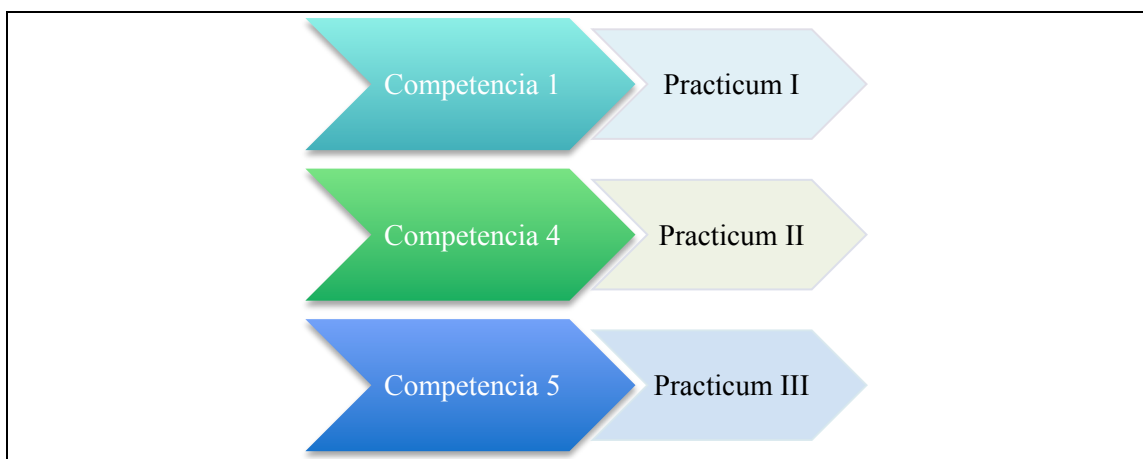 Competencia 1
Practicum I
Competencia 4
Practicum II
Competencia 5
Practicum III